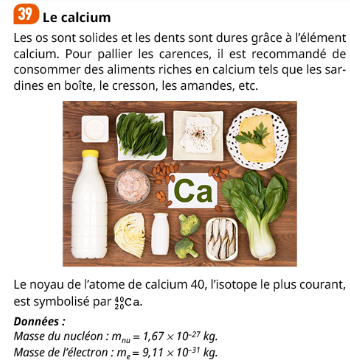 39 Le calcium
Les os sont solides et les dents sont dures grâce à l'élément
calcium. Pour pallier les carences, il est recommandé de
consommer des aliments riches en calcium tels que les sar-
dines en boîte, le cresson, les amandes, etc.
Ca
Le noyau de l'atome de calcium 40, l'isotope le plus courant,
est symbolisé par ⁴⁰₂₀Ca.
Données :
Masse du nucléon : mnu = 1,67 × 10⁻²⁷ kg.
Masse de l'électron : me = 9,11 × 10⁻³¹ kg.